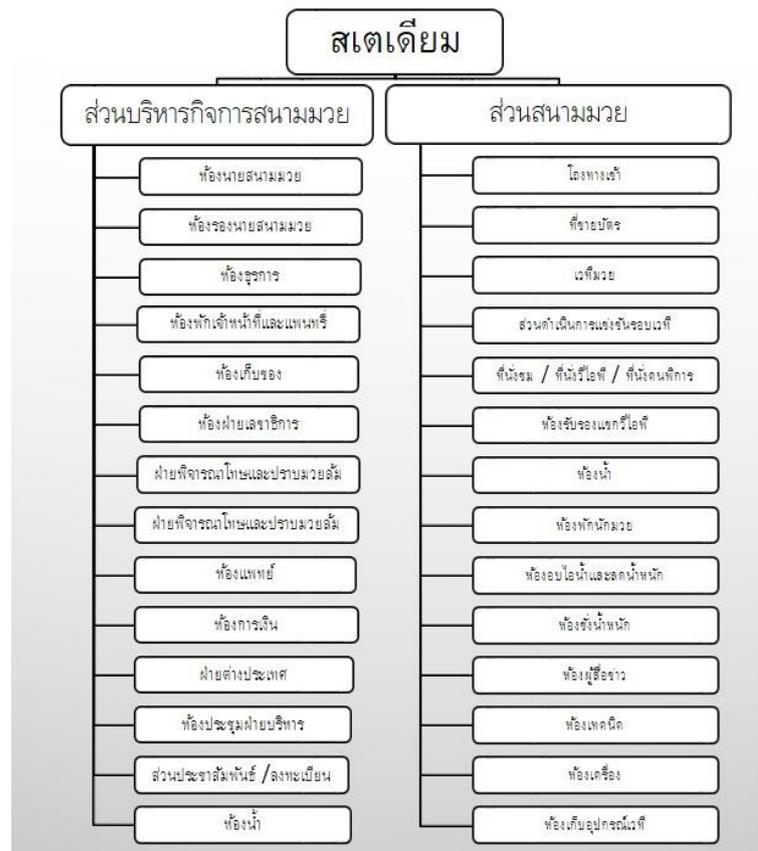 สเตเดียม
ส่วนบริหารกิจการสนามมวย
ห้องนายสนามมวย
ห้องรองนายสนามมวย
ห้องธุรการ
ห้องพักเจ้าหน้าที่และแพนทรี่
ห้องเก็บของ
ห้องฝ่ายเลขาธิการ
ฝ่ายพิจารณาโทษและปราบมวยล้ม
ฝ่ายพิจารณาโทษและปราบมวยล้ม
ห้องแพทย์
ห้องการเงิน
ฝ่ายต่างประเทศ
ห้องประชุมฝ่ายบริหาร
ส่วนประชาสัมพันธ์ /ลงทะเบียน
ห้องน้ำ
ส่วนสนามมวย
โถงทางเข้า
ที่ขายบัตร
เวทีมวย
ส่วนดำเนินการแข่งขันรอบเวที
ที่นั่งชม / ที่นั่งวีไอพี / ที่นั่งคนพิการ
ห้องรับรองแขกวีไอพี
ห้องน้ำ
ห้องพักนักมวย
ห้องอบไอน้ำและลดน้ำหนัก
ห้องชั่งน้ำหนัก
ห้องผู้สื่อข่าว
ห้องเทคนิค
ห้องเครื่อง
ห้องเก็บอุปกรณ์เวที